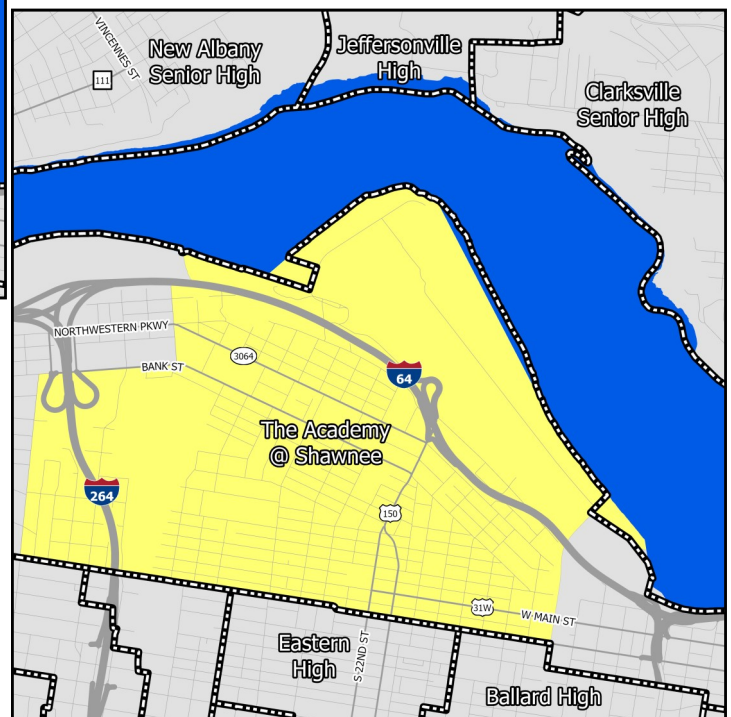 VINCENNES ST
111
New Albany
Senior High
Jeffersonville
High
Clarksville
Senior High
NORTHWESTERN PKWY
3064
BANK ST
64
The Academy
@ Shawnee
264
150
31W
W MAIN ST
Eastern
High
S 22ND ST
Ballard High